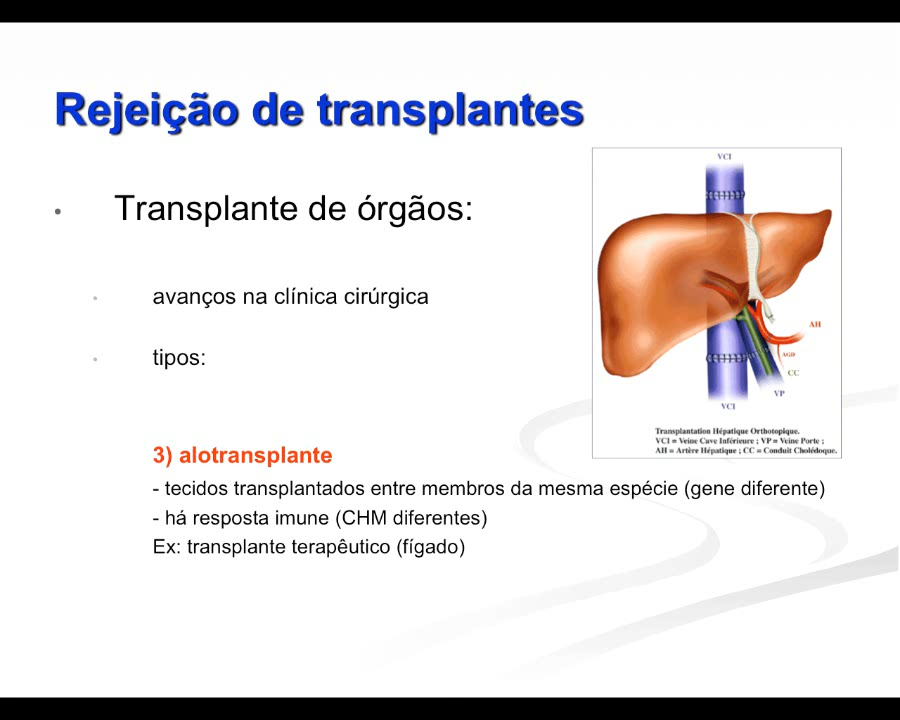 Rejeição de transplantes
• Transplante de órgãos:
• avanços na clínica cirúrgica
• tipos:
3) alotransplante
- tecidos transplantados entre membros da mesma espécie (gene diferente)
- há resposta imune (CHM diferentes)
Ex: transplante terapêutico (fígado)
VCI
AH
AGD
CC
VP
VCI
Transplantation Hépatique Orthotopique.
VCI = Veine Cave Inférieure ; VP = Veine Porte ;
AH = Artère Hépatique ; CC = Conduit Cholédoque.